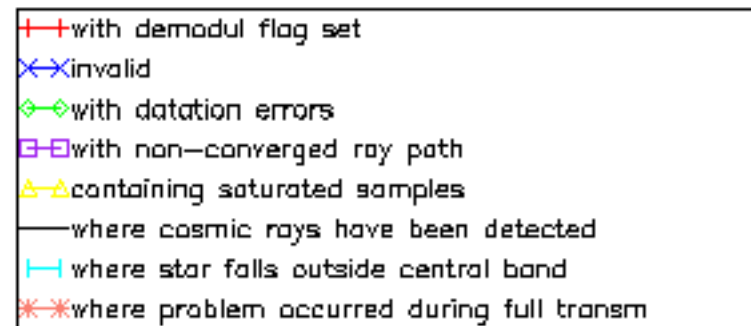 with demodul flag set
invalid
with datation errors
with non-converged ray path
containing saturated samples
where cosmic rays have been detected
where star falls outside central band
where problem occurred during full transm